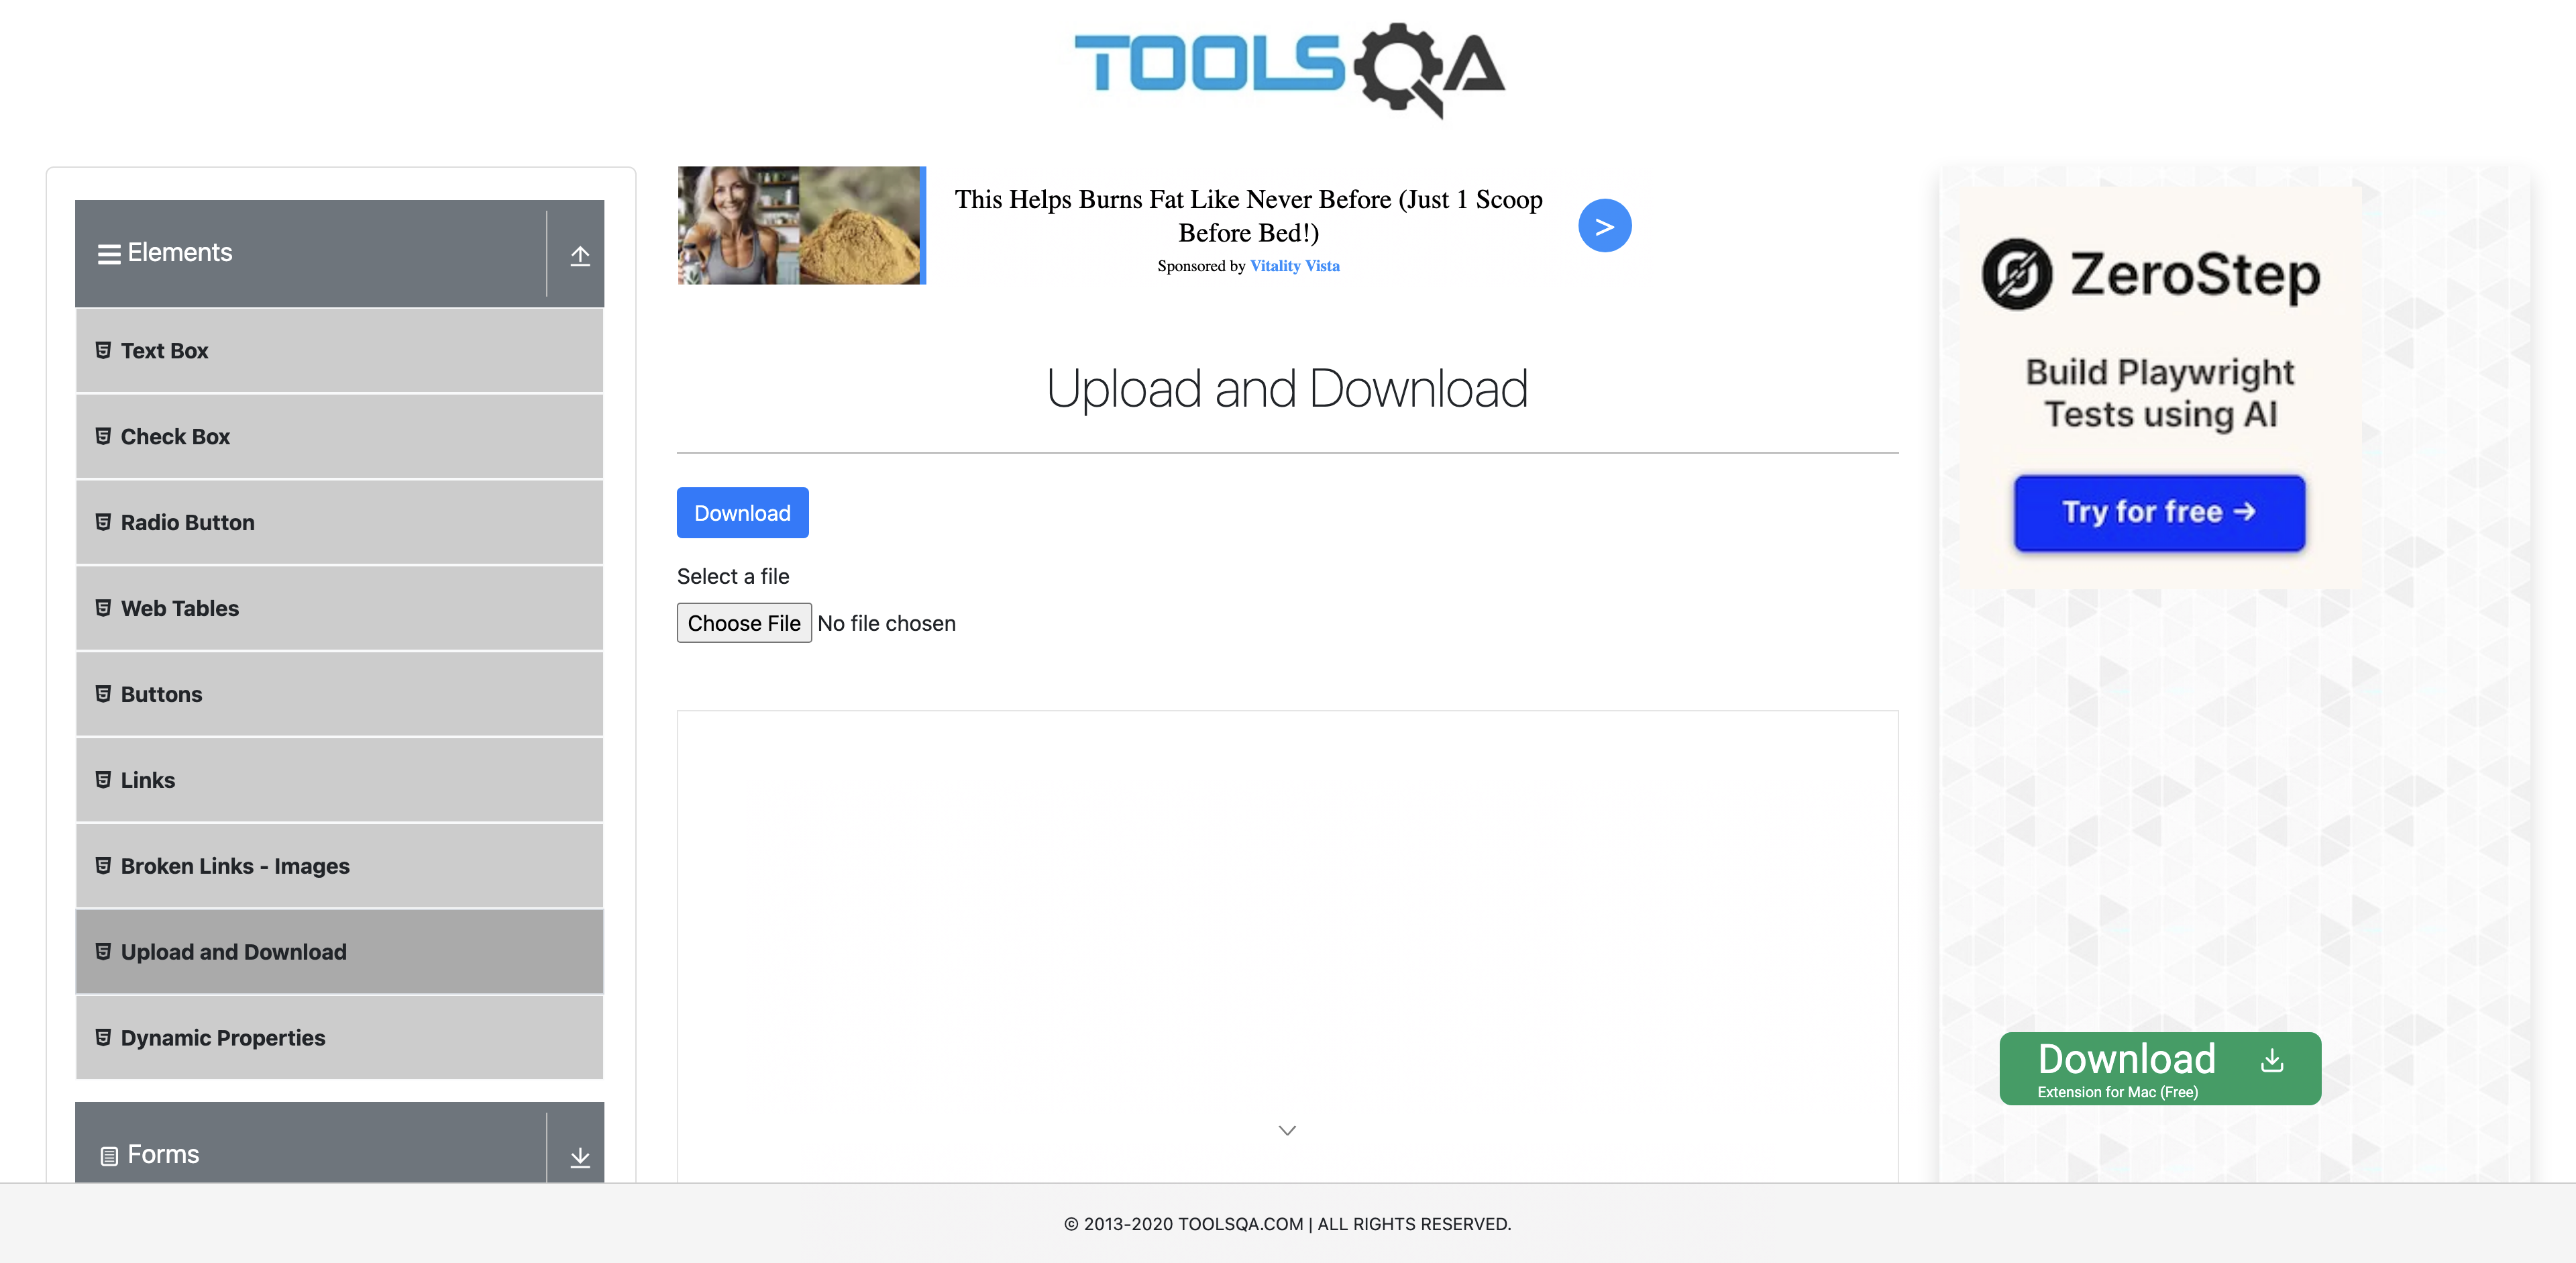 TOOLSQA
Elements
Text Box
Check Box
Radio Button
Web Tables
Buttons
Links
Broken Links - Images
Upload and Download
Dynamic Properties
Forms
This Helps Burns Fat Like Never Before (Just 1 Scoop
Before Bed!)
Sponsored by Vitality Vista
>
Upload and Download
Download
Select a file
Choose File No file chosen
ZeroStep
Build Playwright
Tests using AI
Try for free →
Download
Extension for Mac (Free)
© 2013-2020 TOOLSQA.COM | ALL RIGHTS RESERVED.